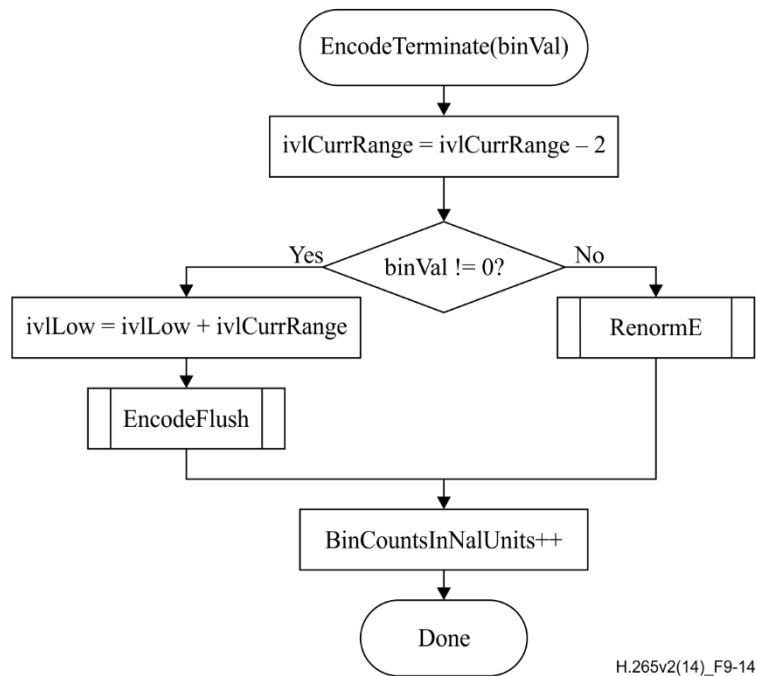 EncodeTerminate(binVal)
ivlCurrRange = ivlCurrRange – 2
binVal != 0?
Yes
No
ivlLow = ivlLow + ivlCurrRange
RenormE
EncodeFlush
BinCountsInNalUnits++
Done
H.265v2(14)_F9-14